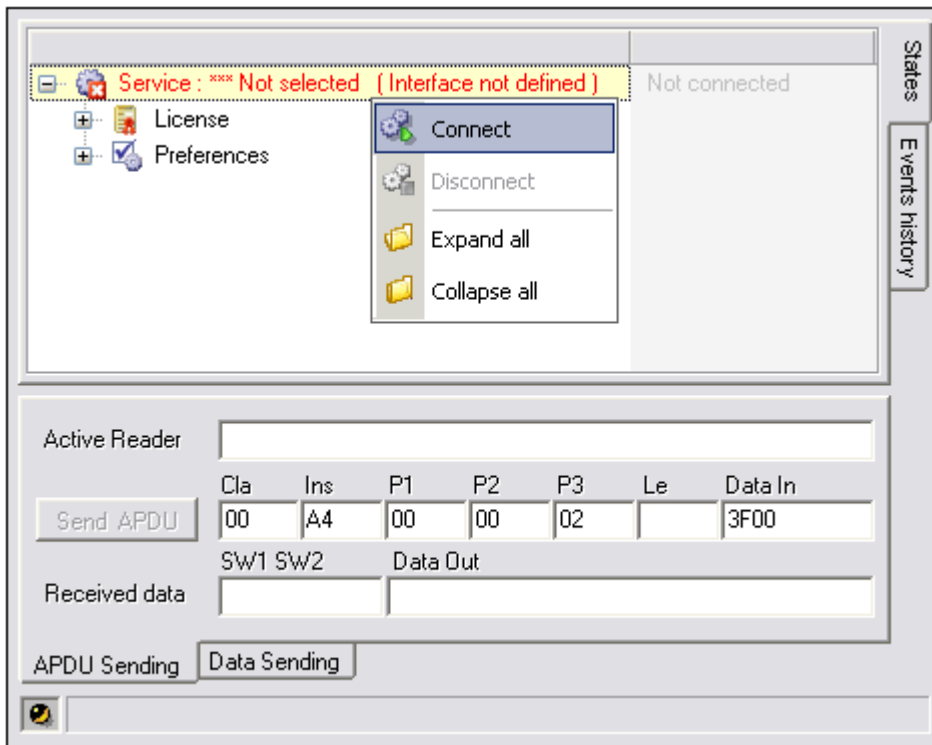 Service : *** Not selected ( Interface not defined ) Not connected
License
Preferences
Connect
Disconnect
Expand all
Collapse all
States
Events history
Active Reader
Cla Ins P1 P2 P3 Le Data In
Send APDU 00 A4 00 00 02 3F00
SW1 SW2 Data Out
Received data
APDU Sending Data Sending